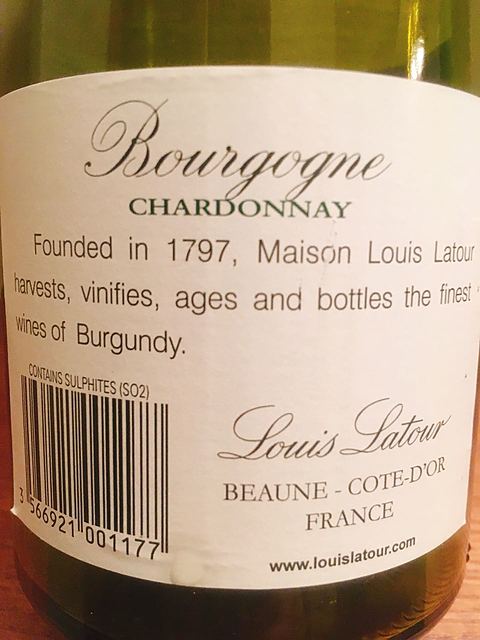 Bourgogne
CHARDONNAY
Founded in 1797, Maison Louis Latour
harvests, vinifies, ages and bottles the finest
wines of Burgundy.
CONTAINS SULPHITES (SO2)
3 566921 001177
Louis Latour
BEAUNE - COTE-D'OR
FRANCE
www.louislatour.com